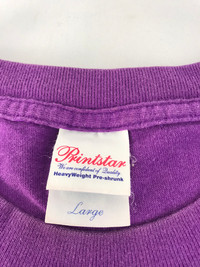 Printstar
We are confident of Quality
HeavyWeight Pre-shrunk
Large